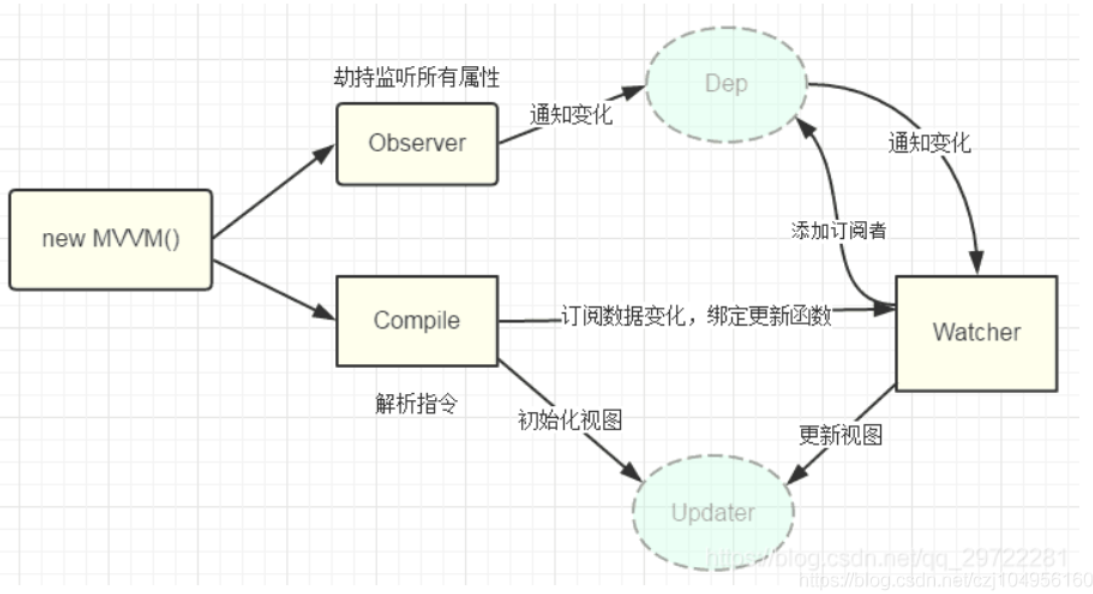 劫持监听所有属性
Dep
Observer
通知变化
通知变化
new MVVM()
添加订阅者
Compile
订阅数据变化，绑定更新函数
Watcher
解析指令
初始化视图
更新视图
Updater
https://blog.csdn.net/qq_29722281
https://blog.csdn.net/czj104956160